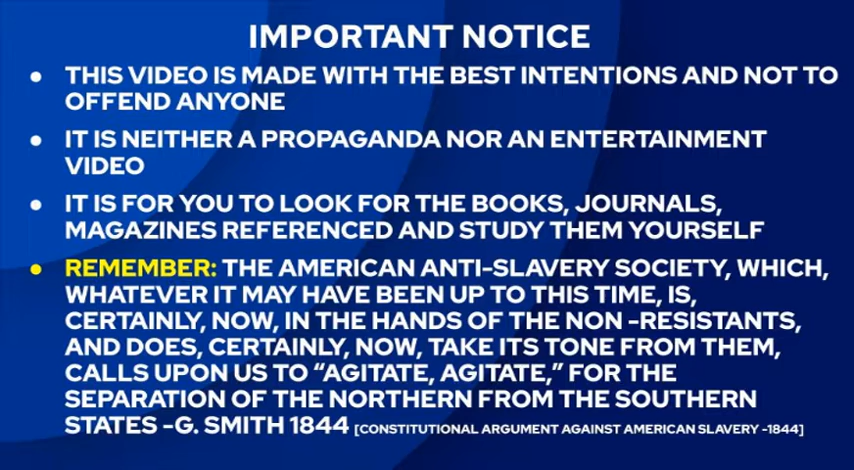 IMPORTANT NOTICE
● THIS VIDEO IS MADE WITH THE BEST INTENTIONS AND NOT TO
OFFEND ANYONE
● IT IS NEITHER A PROPAGANDA NOR AN ENTERTAINMENT
VIDEO
● IT IS FOR YOU TO LOOK FOR THE BOOKS, JOURNALS,
MAGAZINES REFERENCED AND STUDY THEM YOURSELF
● REMEMBER: THE AMERICAN ANTI-SLAVERY SOCIETY, WHICH,
WHATEVER IT MAY HAVE BEEN UP TO THIS TIME, IS,
CERTAINLY, NOW, IN THE HANDS OF THE NON -RESISTANTS,
AND DOES, CERTAINLY, NOW, TAKE ITS TONE FROM THEM,
CALLS UPON US TO “AGITATE, AGITATE,” FOR THE
SEPARATION OF THE NORTHERN FROM THE SOUTHERN
STATES -G. SMITH 1844 [CONSTITUTIONAL ARGUMENT AGAINST AMERICAN SLAVERY -1844]